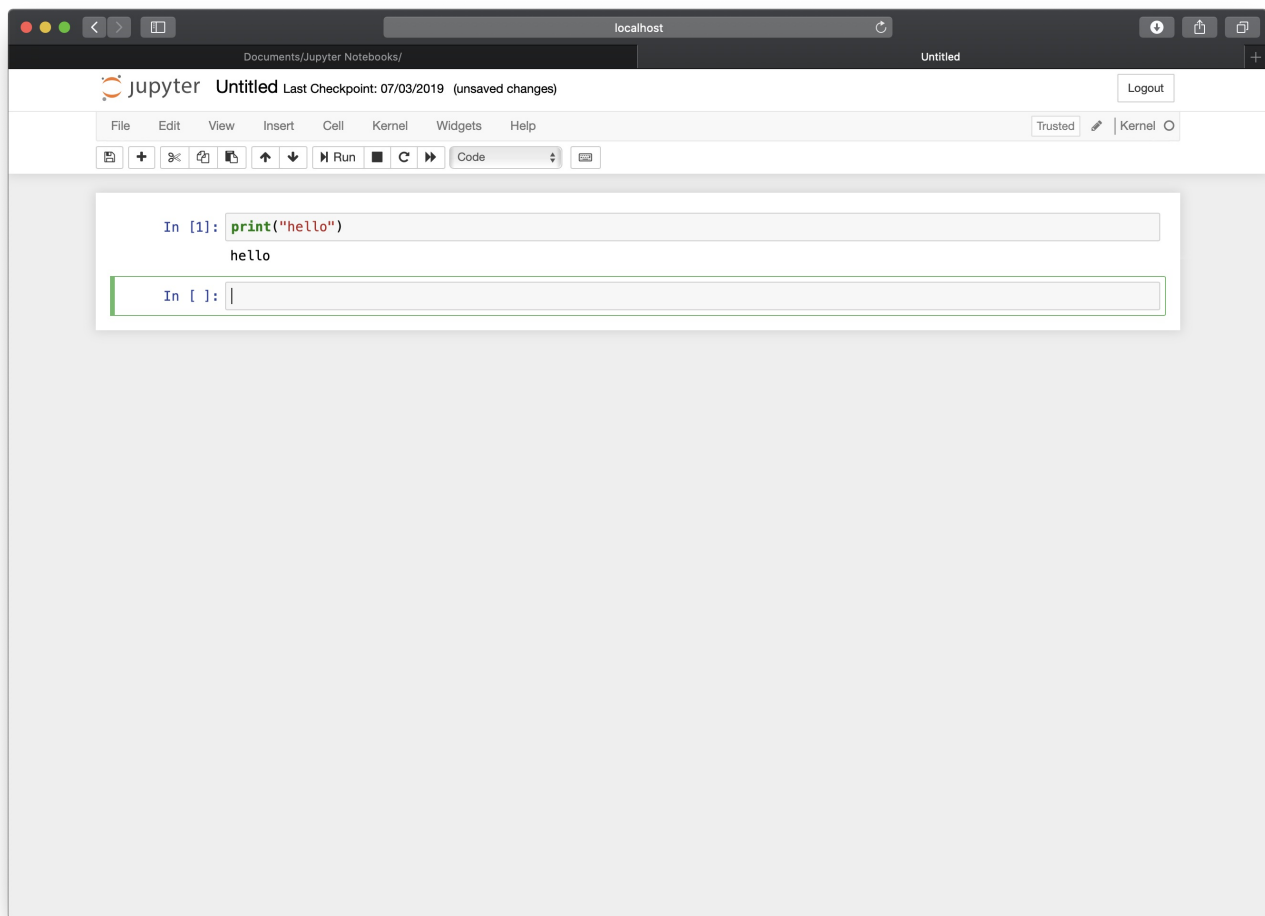 localhost
Documents/Jupyter Notebooks/ Untitled
jupyter Untitled Last Checkpoint: 07/03/2019 (unsaved changes) Logout
File Edit View Insert Cell Kernel Widgets Help Trusted Kernel
Run Code
In [1]: print("hello")
hello
In [ ]: